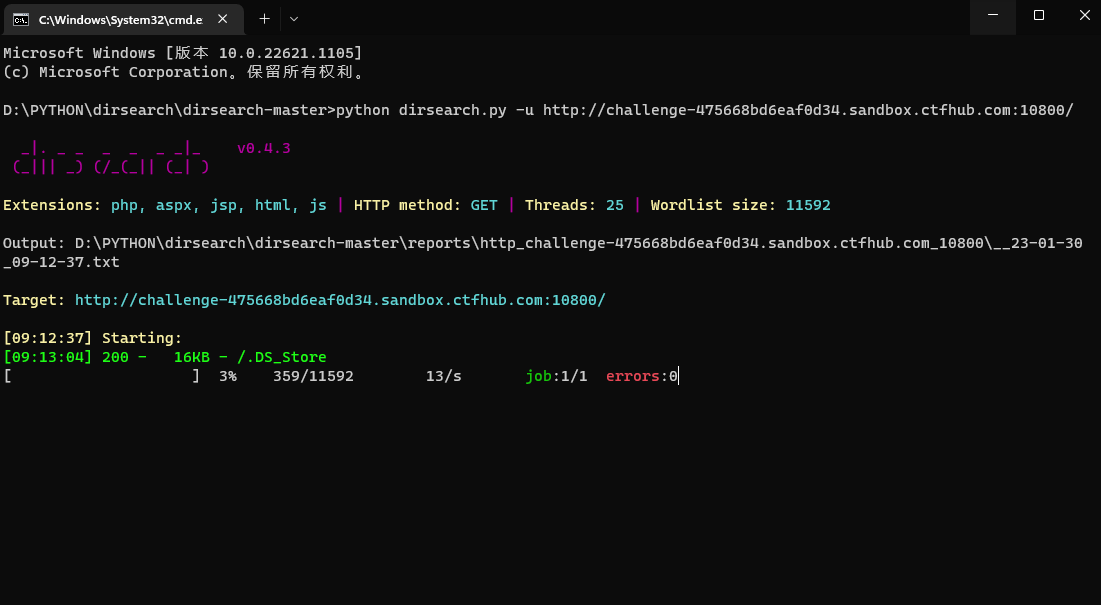 C:\Windows\System32\cmd.e
Microsoft Windows [版本 10.0.22621.1105]
(c) Microsoft Corporation。保留所有权利。
D:\PYTHON\dirsearch\dirsearch-master>python dirsearch.py -u http://challenge-475668bd6eaf0d34.sandbox.ctfhub.com:10800/
  _|. _ _  _  _  _ _|_    v0.4.3
 (_||| _) (/_(_|| (_| )
Extensions: php, aspx, jsp, html, js | HTTP method: GET | Threads: 25 | Wordlist size: 11592
Output: D:\PYTHON\dirsearch\dirsearch-master\reports\http_challenge-475668bd6eaf0d34.sandbox.ctfhub.com_10800\__23-01-30
_09-12-37.txt
Target: http://challenge-475668bd6eaf0d34.sandbox.ctfhub.com:10800/
[09:12:37] Starting:
[09:13:04] 200 -   16KB - /.DS_Store
[                    ]  3%    359/11592        13/s       job:1/1  errors:0